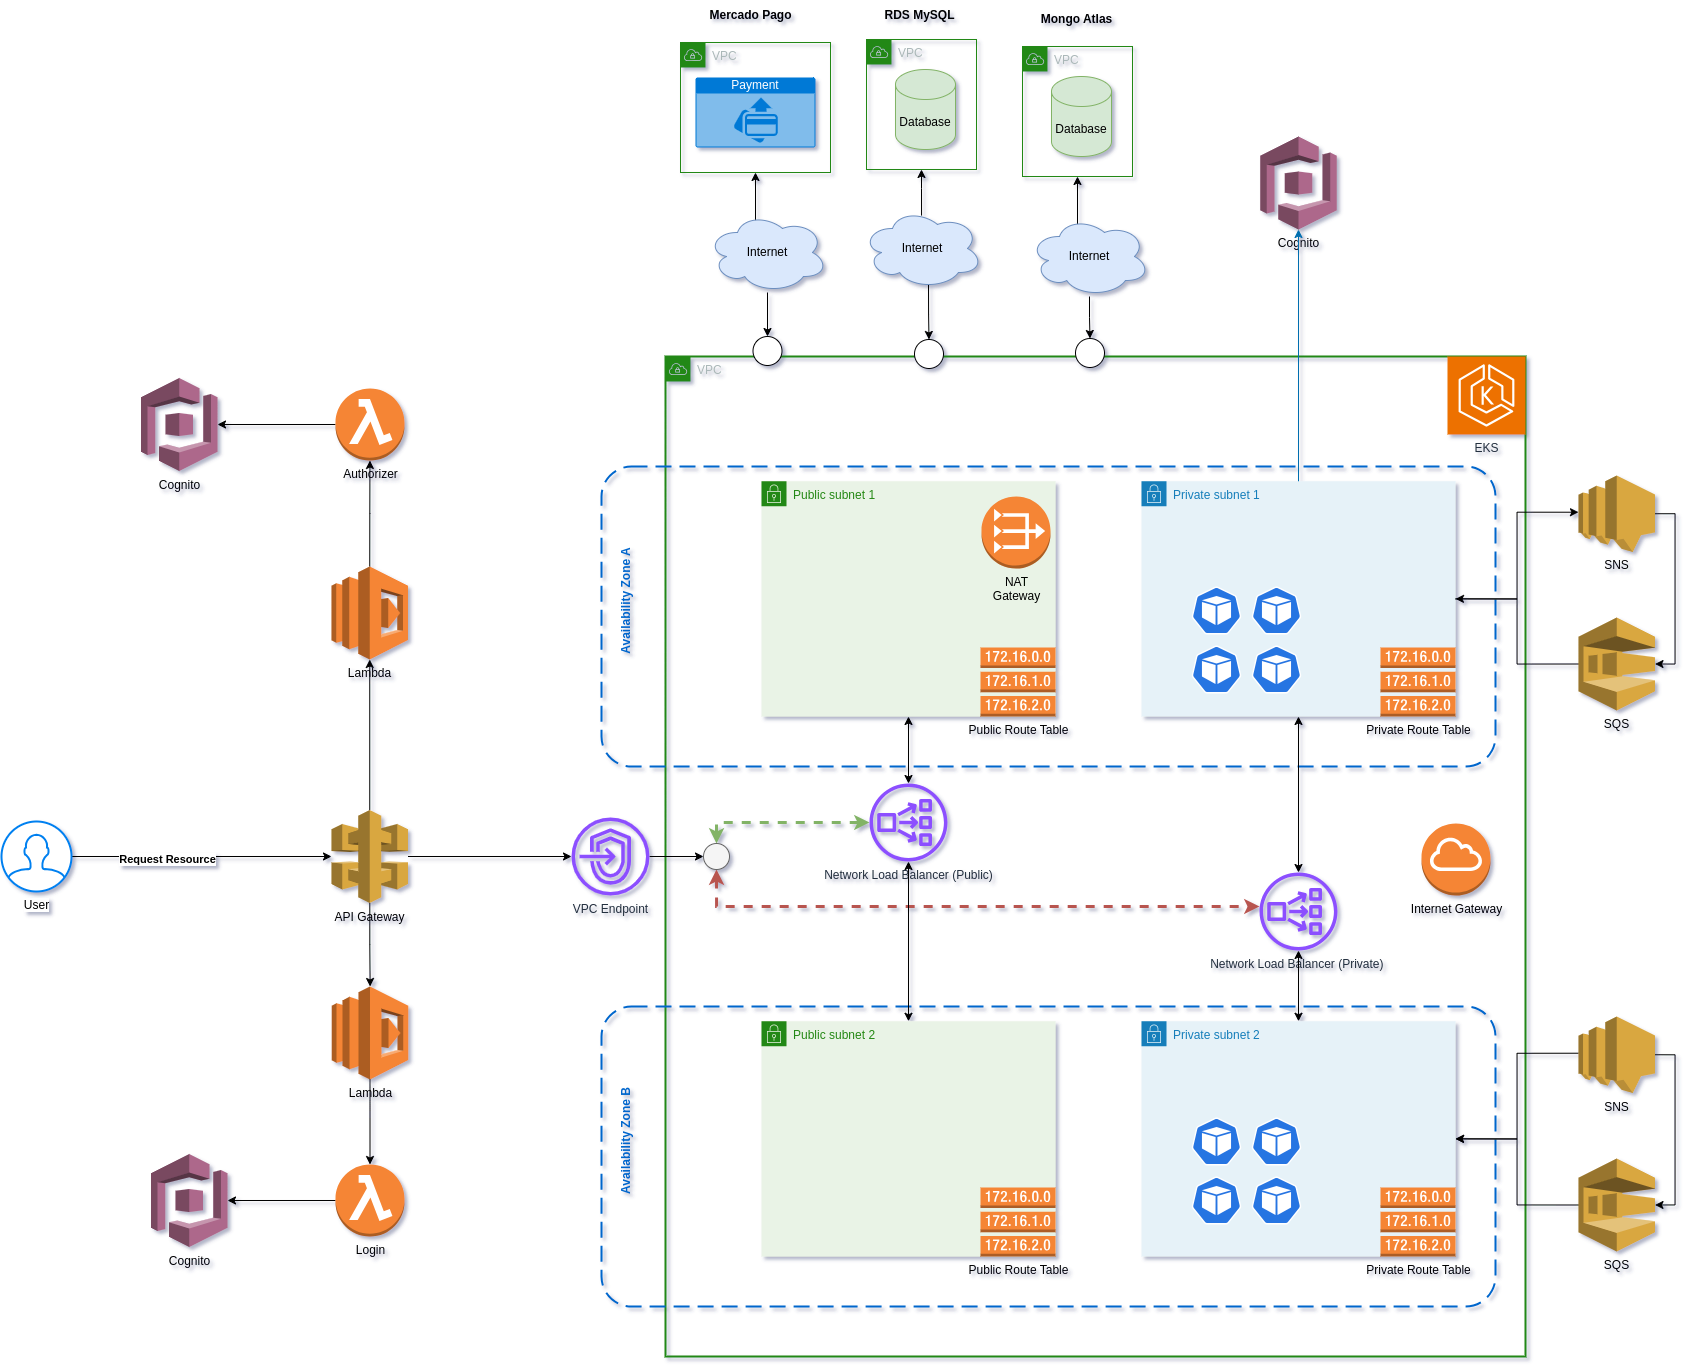 Mercado Pago
RDS MySQL
Mongo Atlas
VPC
VPC
VPC
Payment
Database
Database
Internet
Internet
Internet
Cognito
VPC
EKS
Cognito
Authorizer
Public subnet 1
Private subnet 1
NAT
Gateway
SNS
Availability Zone A
172.16.0.0
172.16.1.0
172.16.2.0
172.16.0.0
172.16.1.0
172.16.2.0
Lambda
Public Route Table
Private Route Table
SQS
Request Resource
User
API Gateway
VPC Endpoint
Network Load Balancer (Public)
Internet Gateway
Network Load Balancer (Private)
Public subnet 2
Private subnet 2
Lambda
SNS
Availability Zone B
172.16.0.0
172.16.1.0
172.16.2.0
172.16.0.0
172.16.1.0
172.16.2.0
Login
Cognito
Public Route Table
Private Route Table
SQS